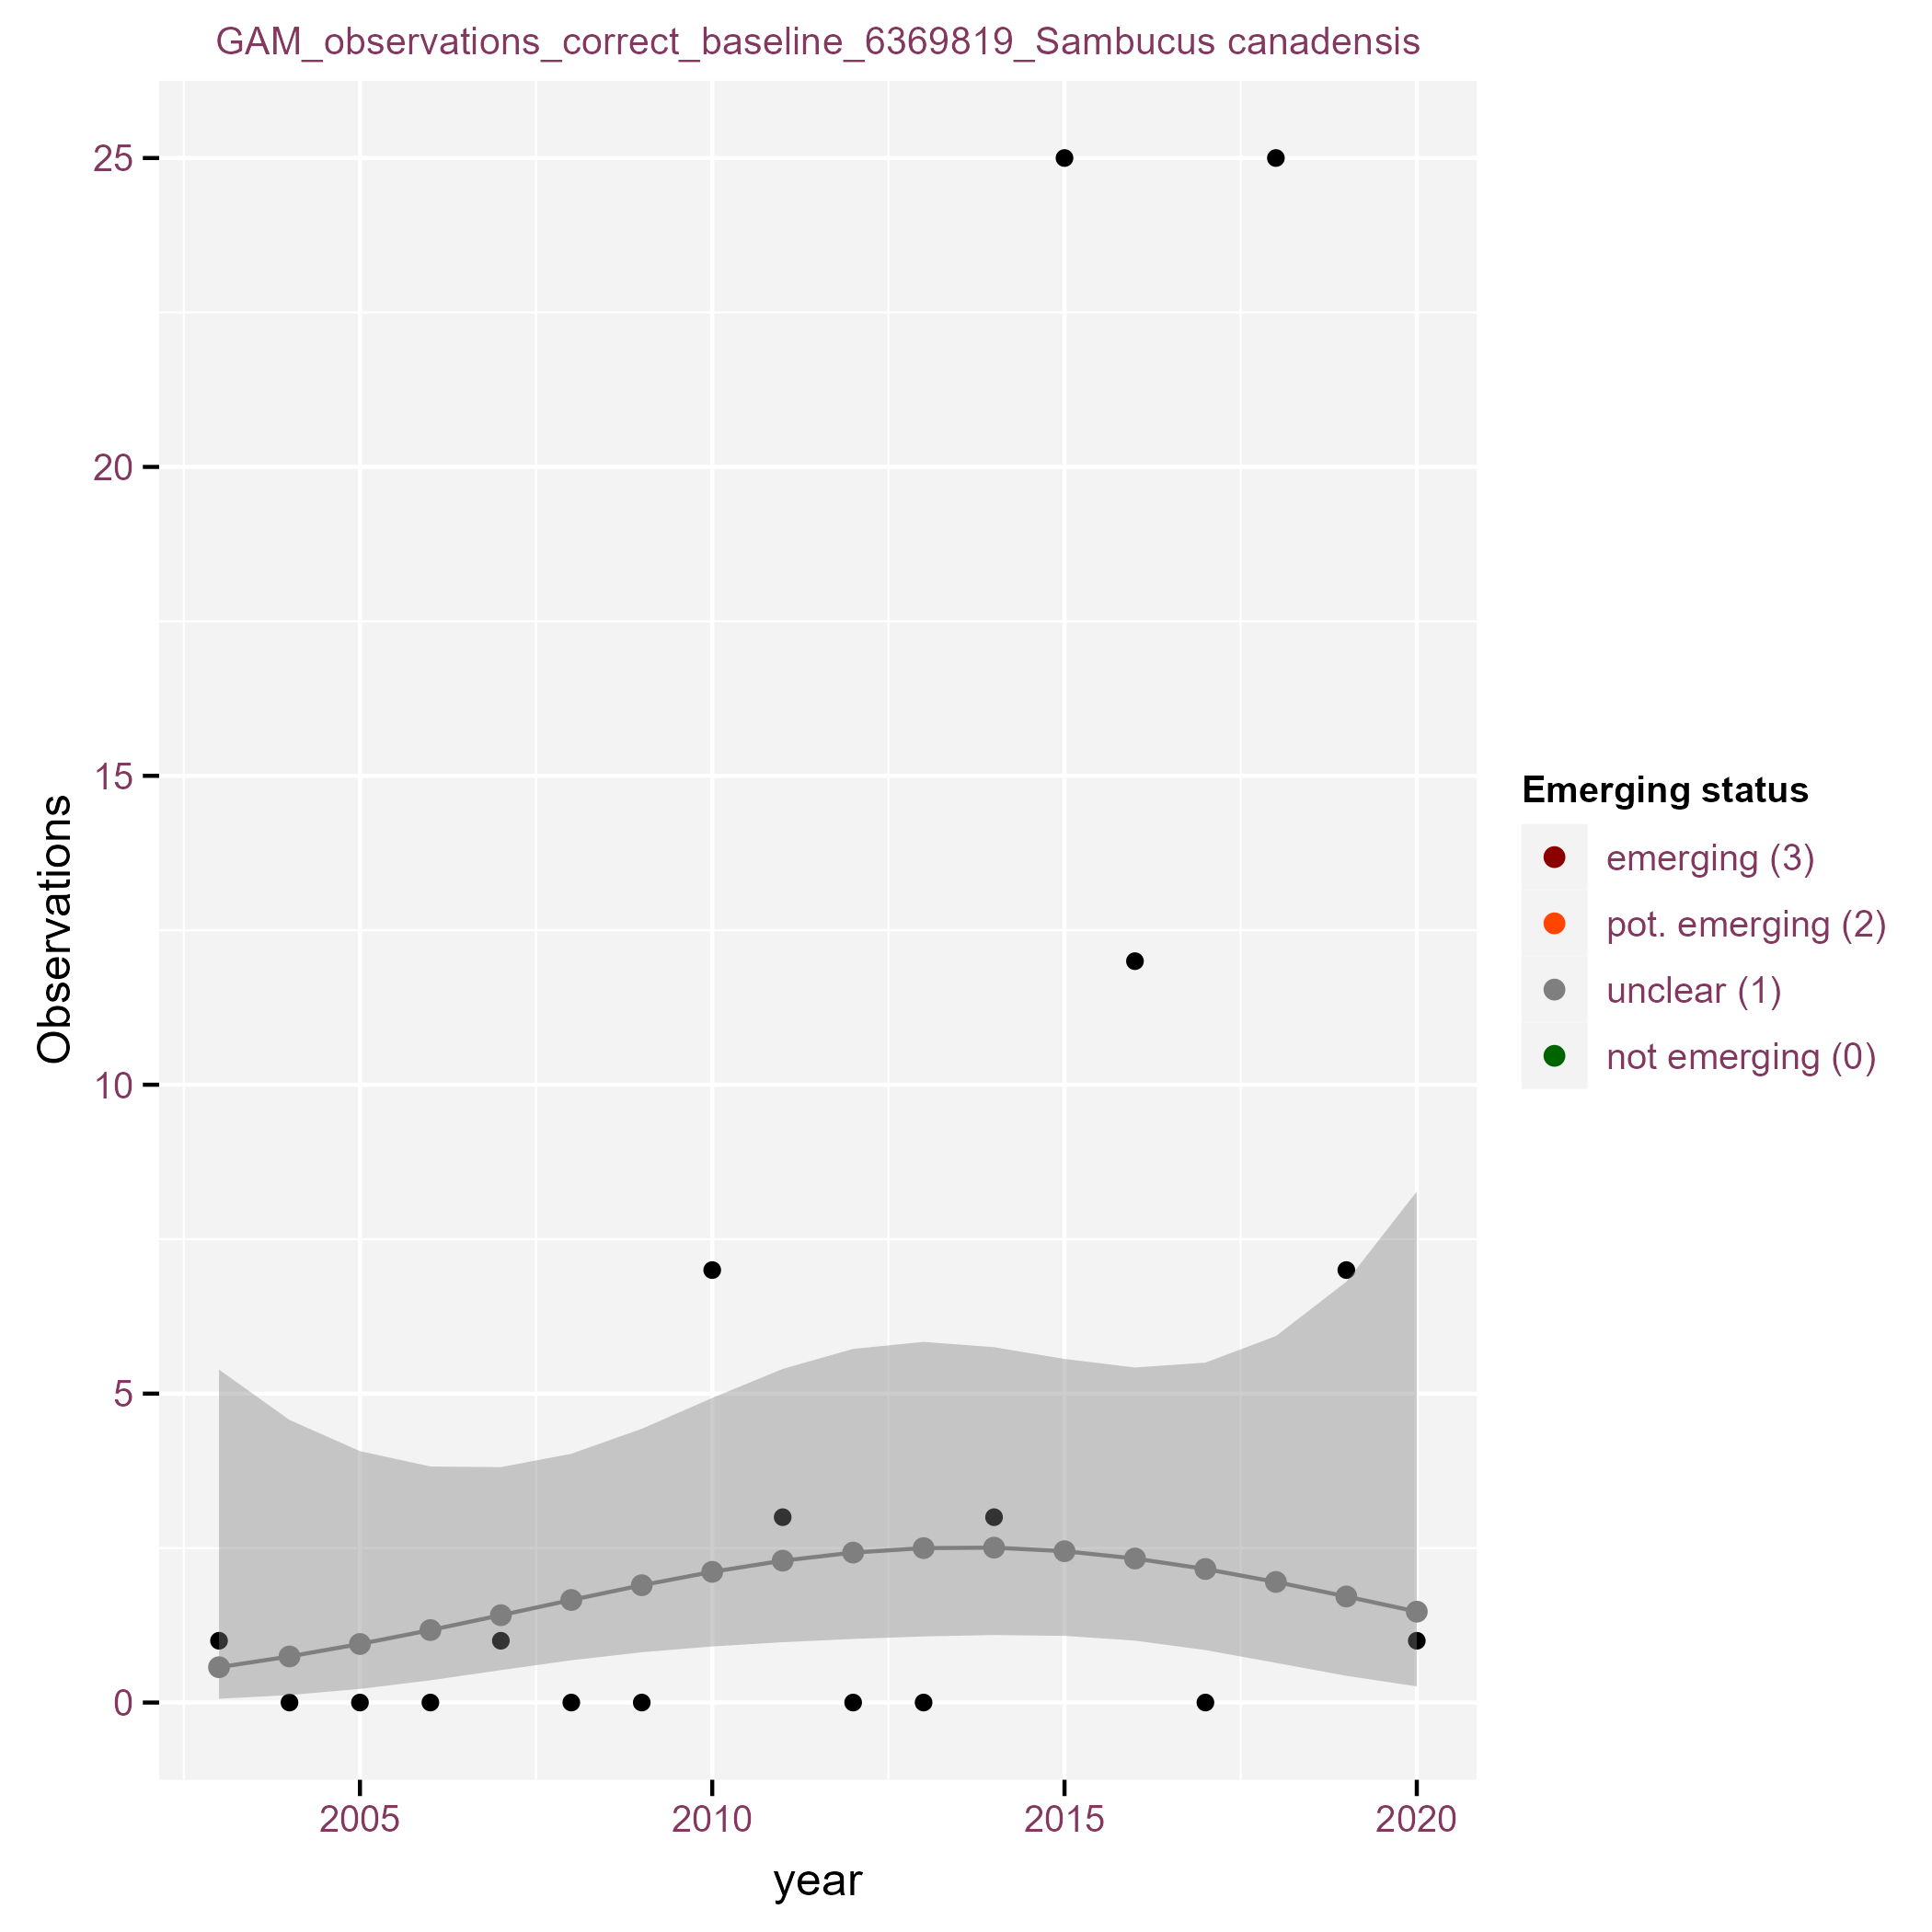 GAM_observations_correct_baseline_6369819_Sambucus canadensis
25
20
15
10
5
0
Observations
2005
2010
2015
2020
year
Emerging status
emerging (3)
pot. emerging (2)
unclear (1)
not emerging (0)